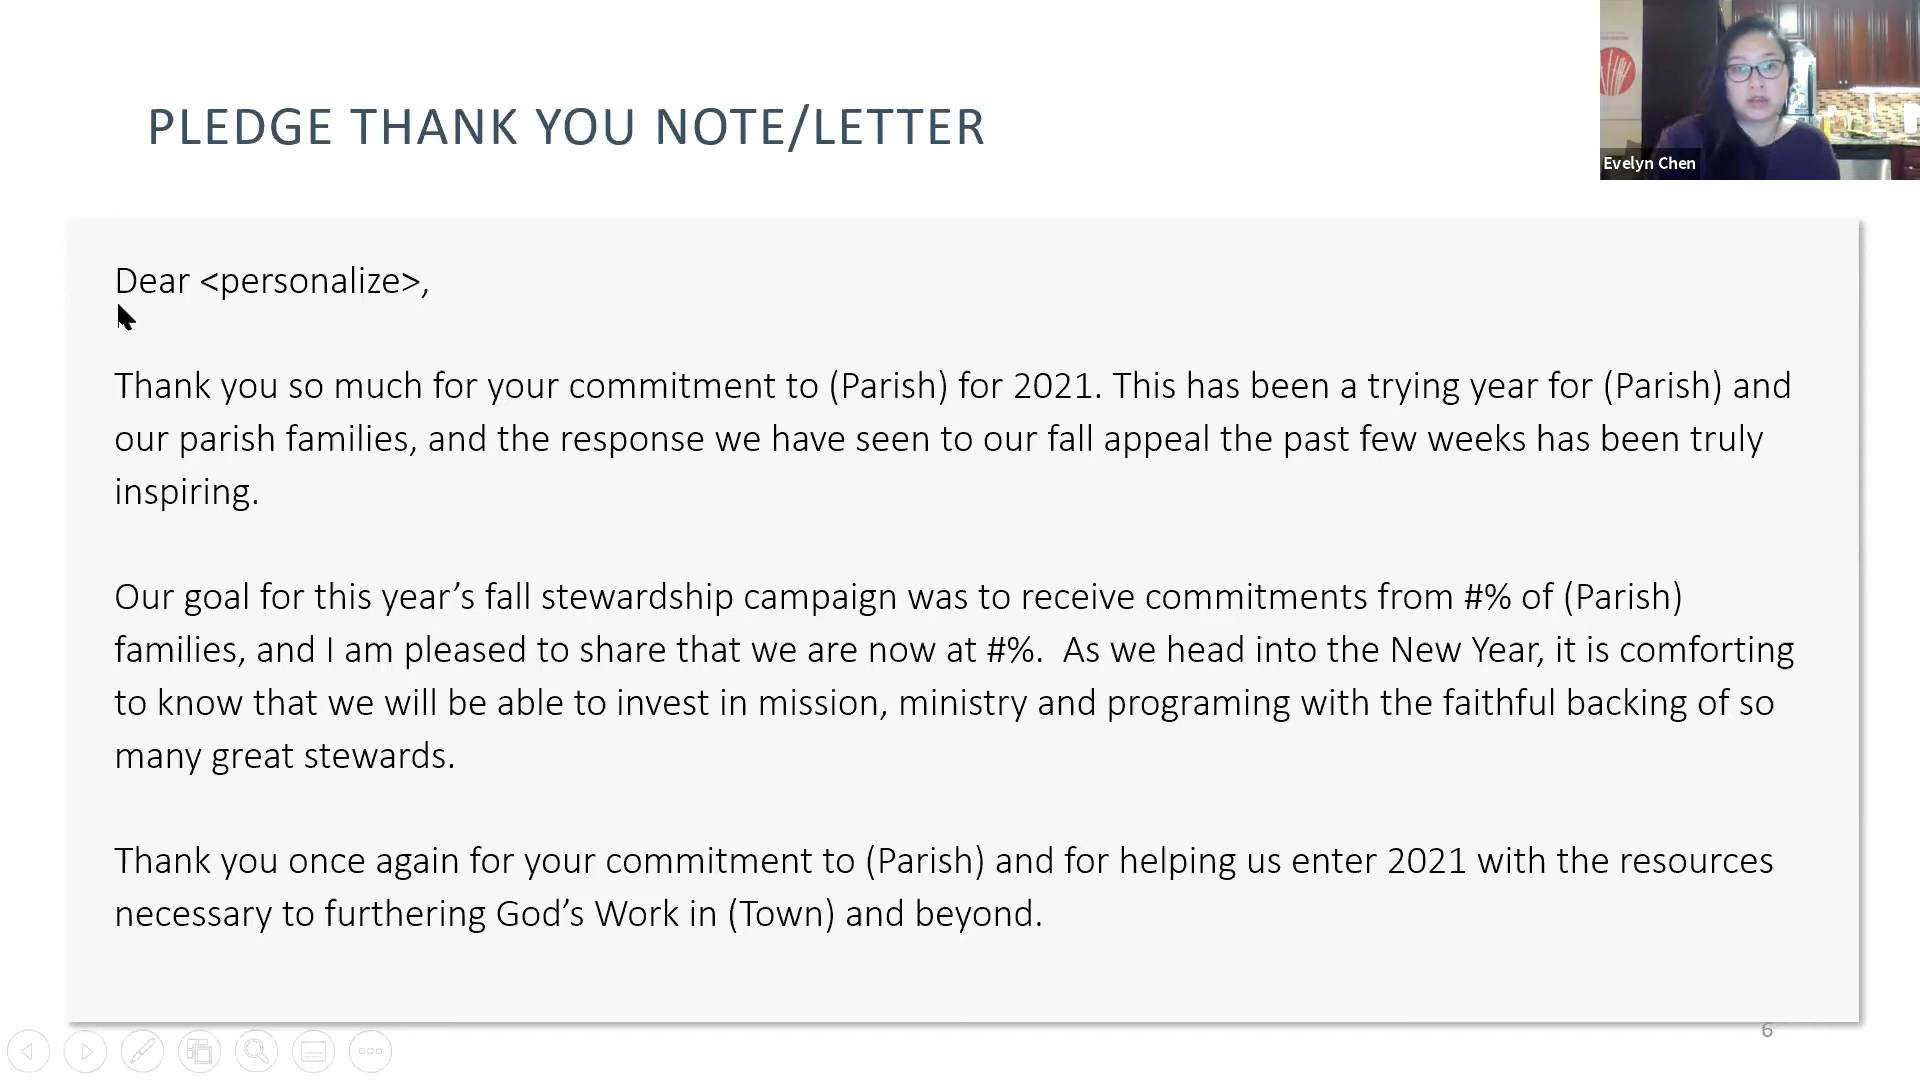 PLEDGE THANK YOU NOTE/LETTER
Evelyn Chen
Dear <personalize>,
Thank you so much for your commitment to (Parish) for 2021. This has been a trying year for (Parish) and
our parish families, and the response we have seen to our fall appeal the past few weeks has been truly
inspiring.
Our goal for this year’s fall stewardship campaign was to receive commitments from #% of (Parish)
families, and I am pleased to share that we are now at #%.  As we head into the New Year, it is comforting
to know that we will be able to invest in mission, ministry and programing with the faithful backing of so
many great stewards.
Thank you once again for your commitment to (Parish) and for helping us enter 2021 with the resources
necessary to furthering God’s Work in (Town) and beyond.
6